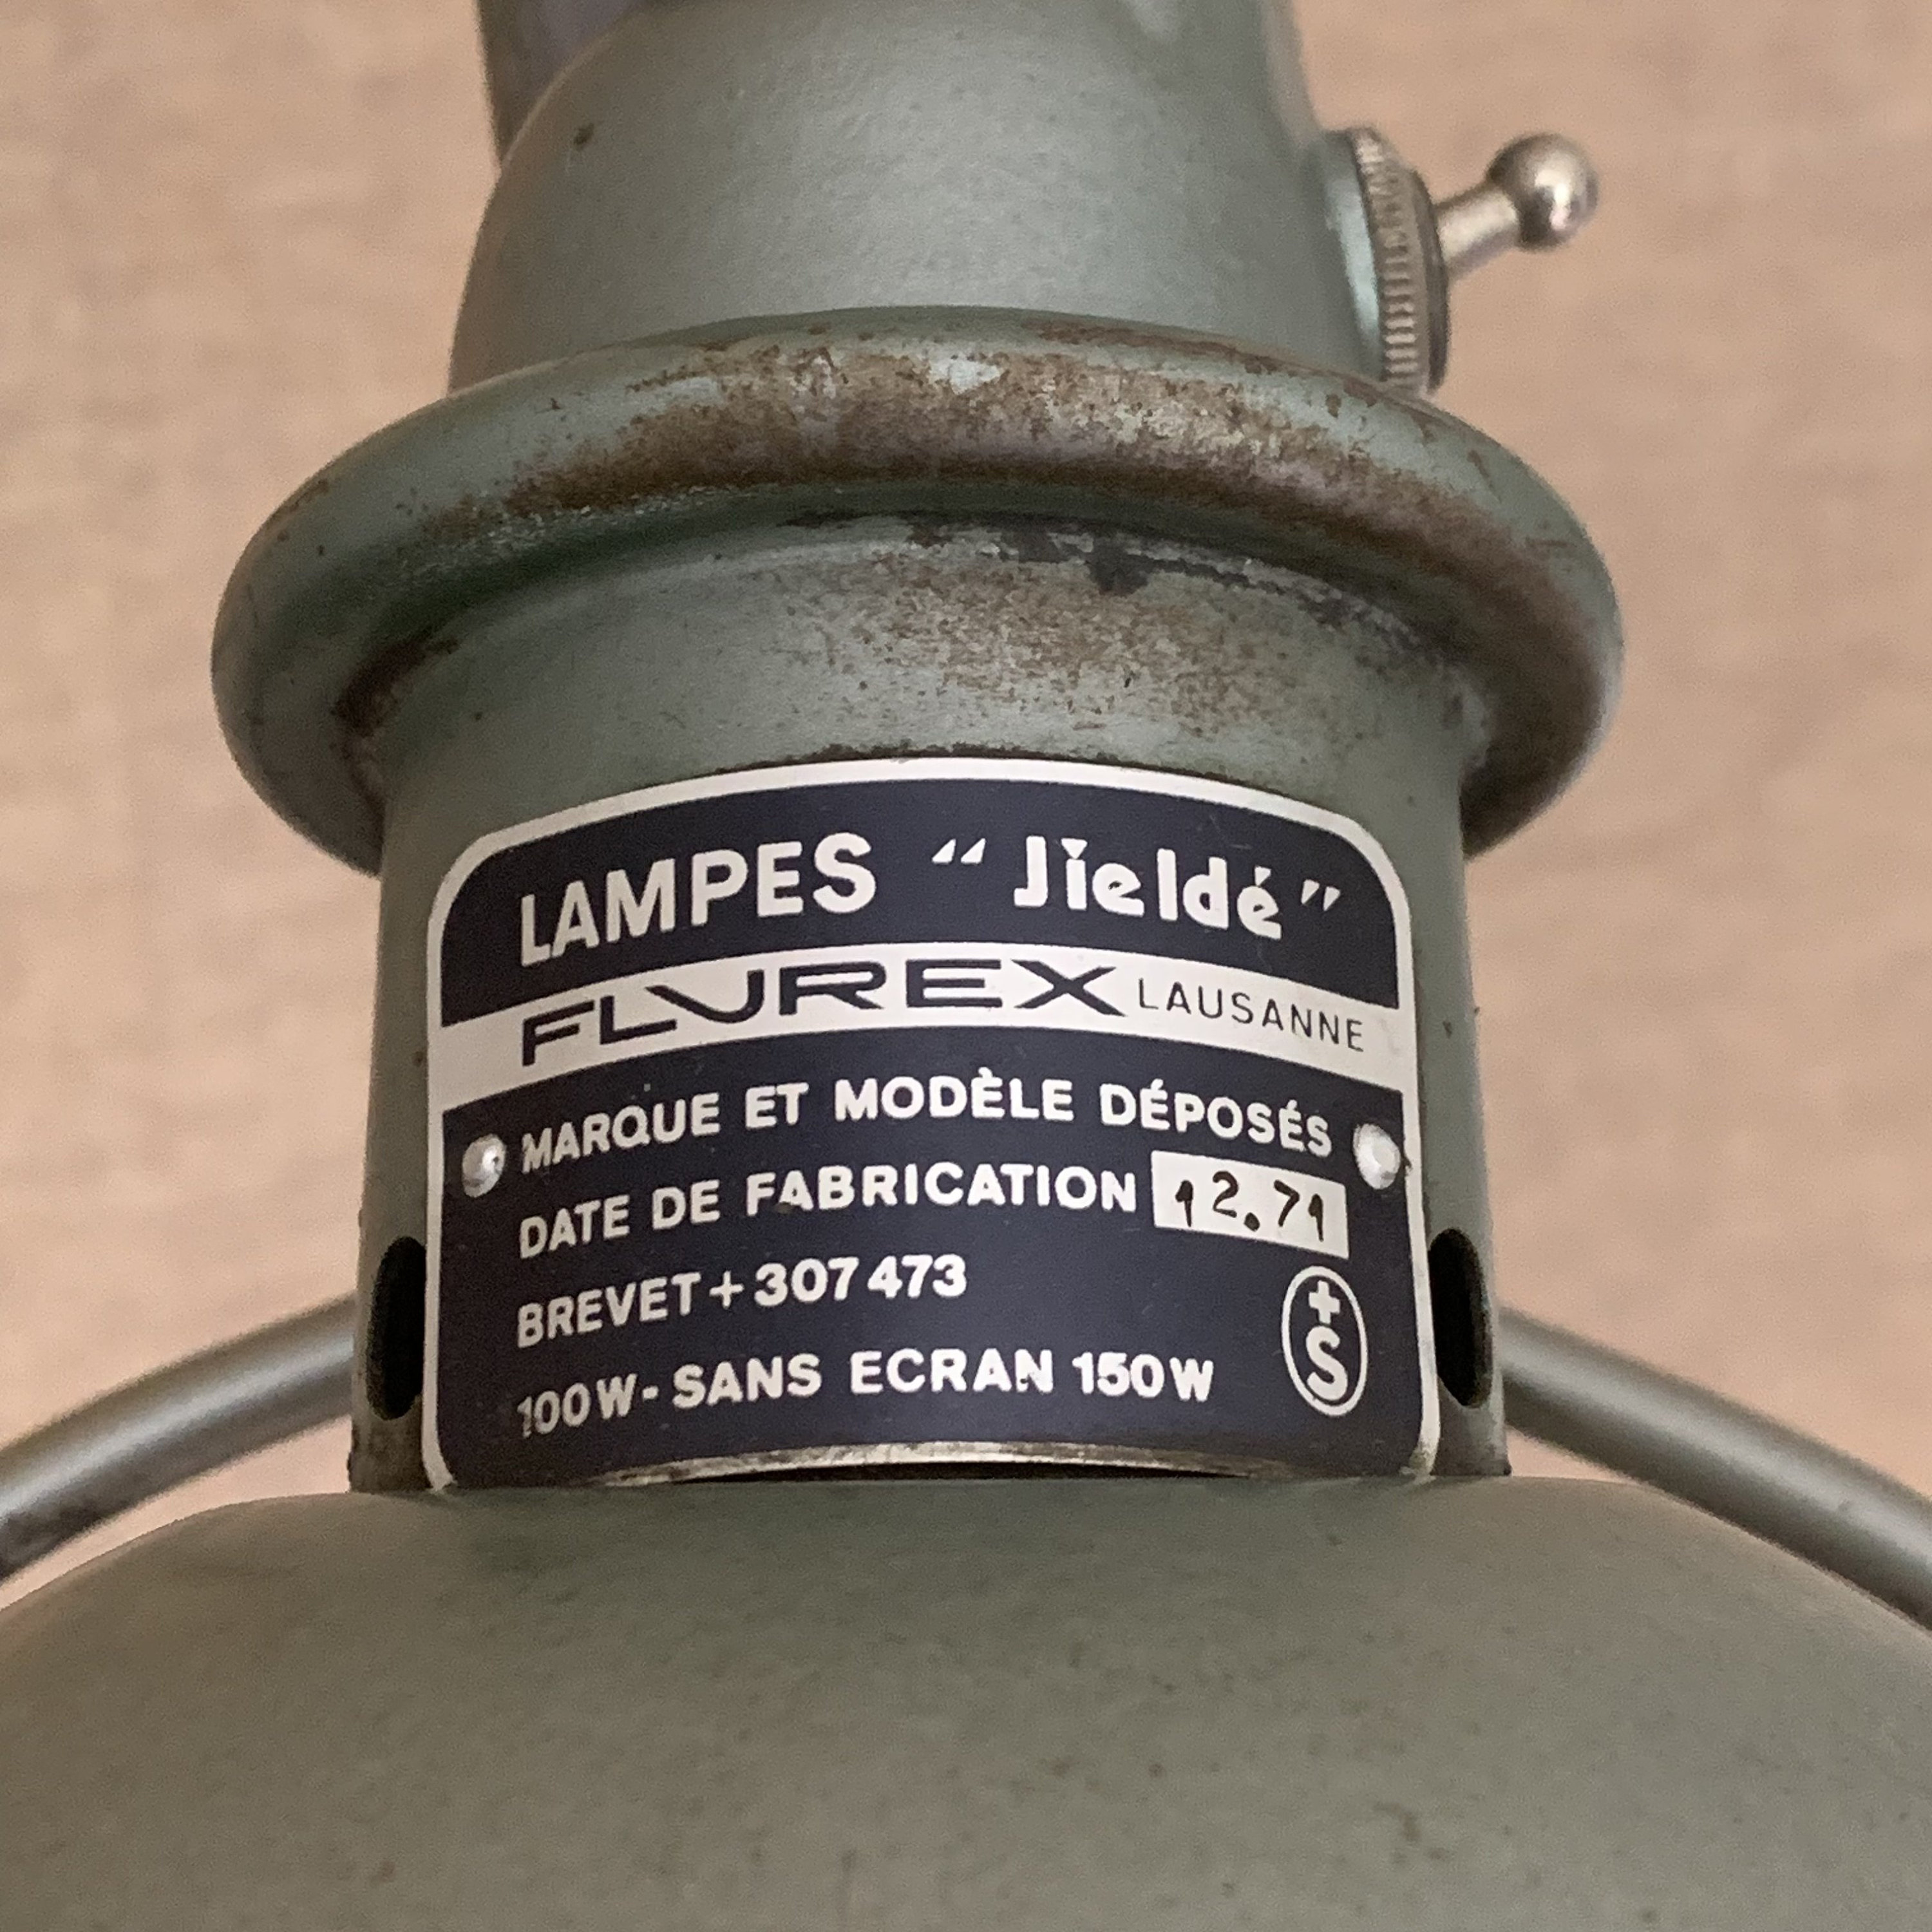 LAMPES “Jieldé”
FLUREX LAUSANNE
MARQUE ET MODÈLE DÉPOSÉS
DATE DE FABRICATION 12.71
BREVET + 307 473
100W - SANS ECRAN 150W
+S